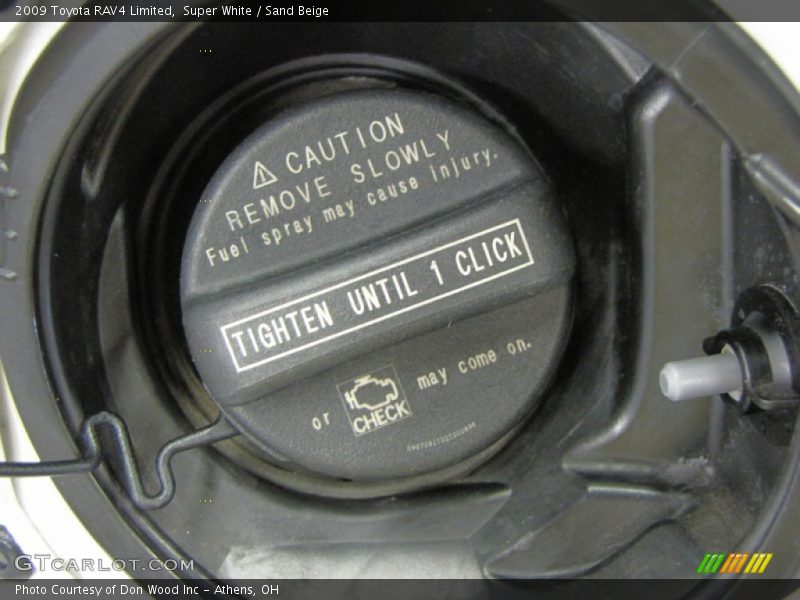 2009 Toyota RAV4 Limited, Super White / Sand Beige
CAUTION
REMOVE SLOWLY
Fuel spray may cause injury.
TIGHTEN UNTIL 1 CLICK
or CHECK may come on.
GTCARLOT.COM
Photo Courtesy of Don Wood Inc - Athens, OH